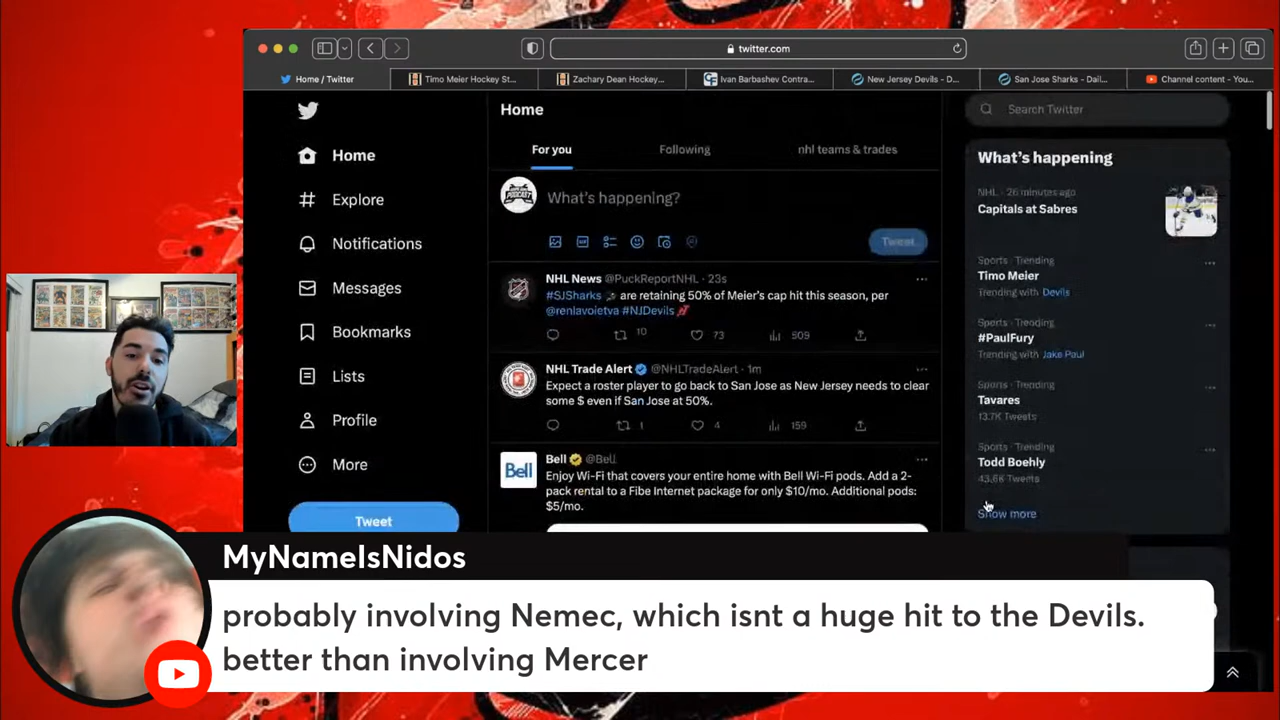 twitter.com
Home / Twitter
Timo Meier Hockey St...
Zachary Dean Hockey...
Ivan Barbashev Contra...
New Jersey Devils - D...
San Jose Sharks - Dail...
Channel content - You...
Home
Explore
Notifications
Messages
Bookmarks
Lists
Profile
More
Tweet
Home
For you
Following
nhl teams & trades
What's happening?
Tweet
NHL News @PuckReportNHL · 23s
#SJSharks are retaining 50% of Meier's cap hit this season, per
@renlavoietva #NJDevils
10
73
509
NHL Trade Alert @NHLTradeAlert · 1m
Expect a roster player to go back to San Jose as New Jersey needs to clear
some $ even if San Jose at 50%.
1
4
159
Bell
Bell @Bell
Enjoy Wi-Fi that covers your entire home with Bell Wi-Fi pods. Add a 2-
pack rental to a Fibe Internet package for only $10/mo. Additional pods:
$5/mo.
Search Twitter
What's happening
NHL · 26 minutes ago
Capitals at Sabres
Sports · Trending
Timo Meier
Trending with Devils
Sports · Trending
#PaulFury
Trending with Jake Paul
Sports · Trending
Tavares
13.7K Tweets
Sports · Trending
Todd Boehly
43.6K Tweets
Show more
MyNameIsNidos
probably involving Nemec, which isnt a huge hit to the Devils.
better than involving Mercer